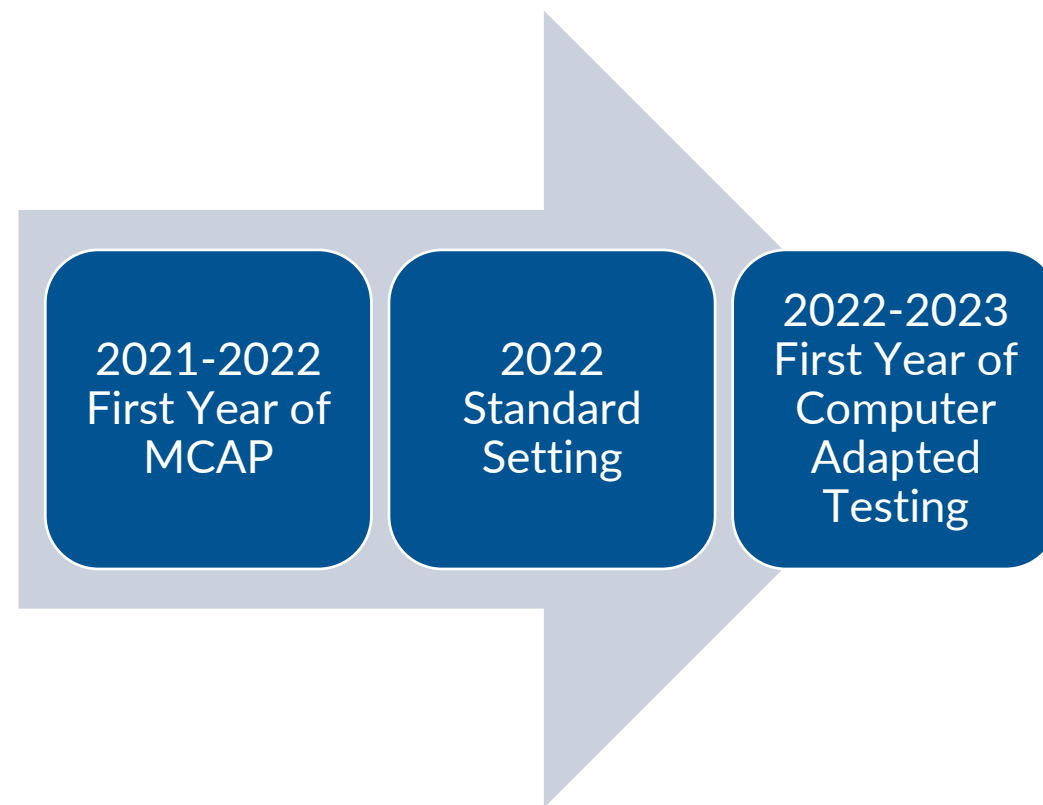 2021-2022
First Year of
MCAP
2022
Standard
Setting
2022-2023
First Year of
Computer
Adapted
Testing